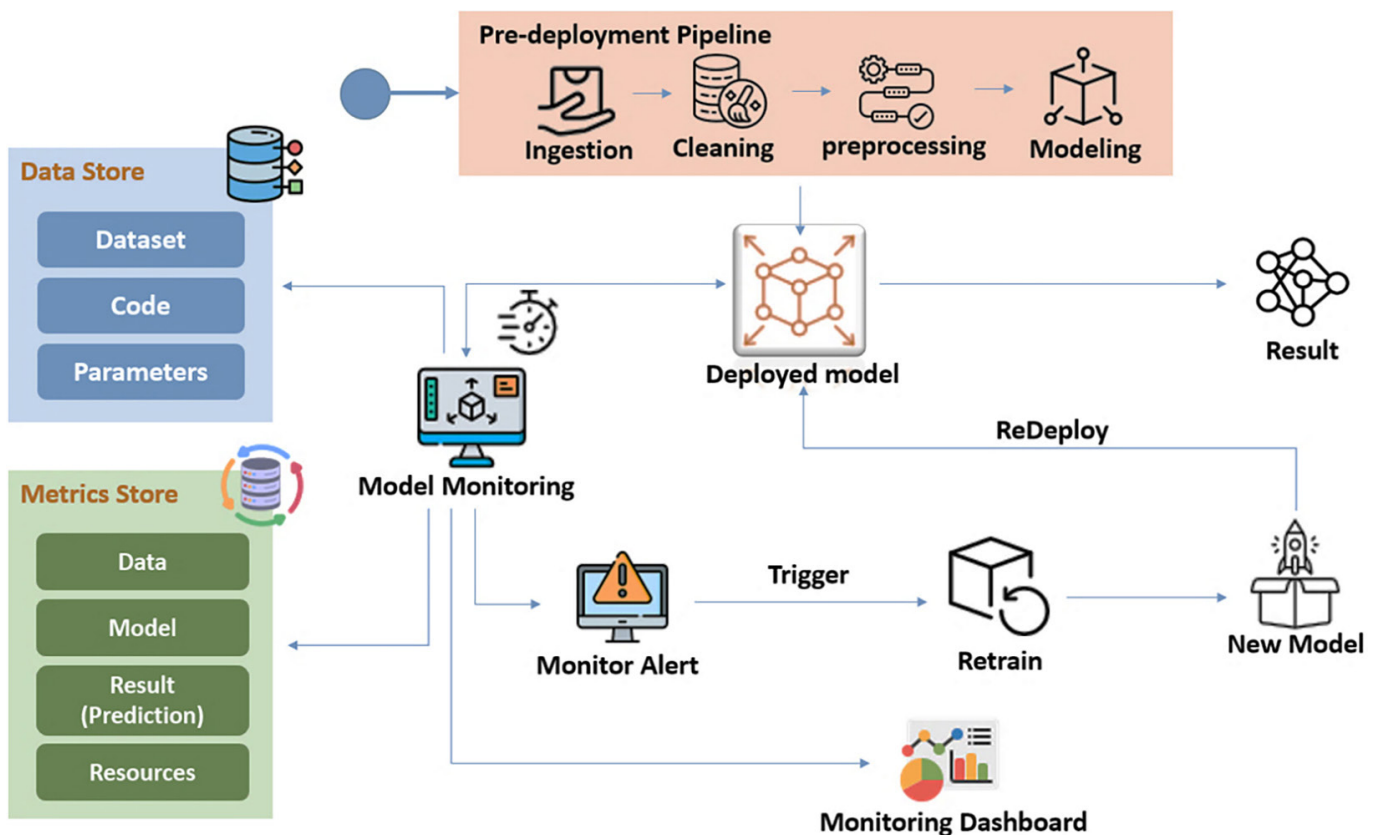 Pre-deployment Pipeline
Ingestion
Cleaning
preprocessing
Modeling
Data Store
Dataset
Code
Parameters
Deployed model
Result
ReDeploy
Model Monitoring
Metrics Store
Data
Model
Result
(Prediction)
Resources
Monitor Alert
Trigger
Retrain
New Model
Monitoring Dashboard